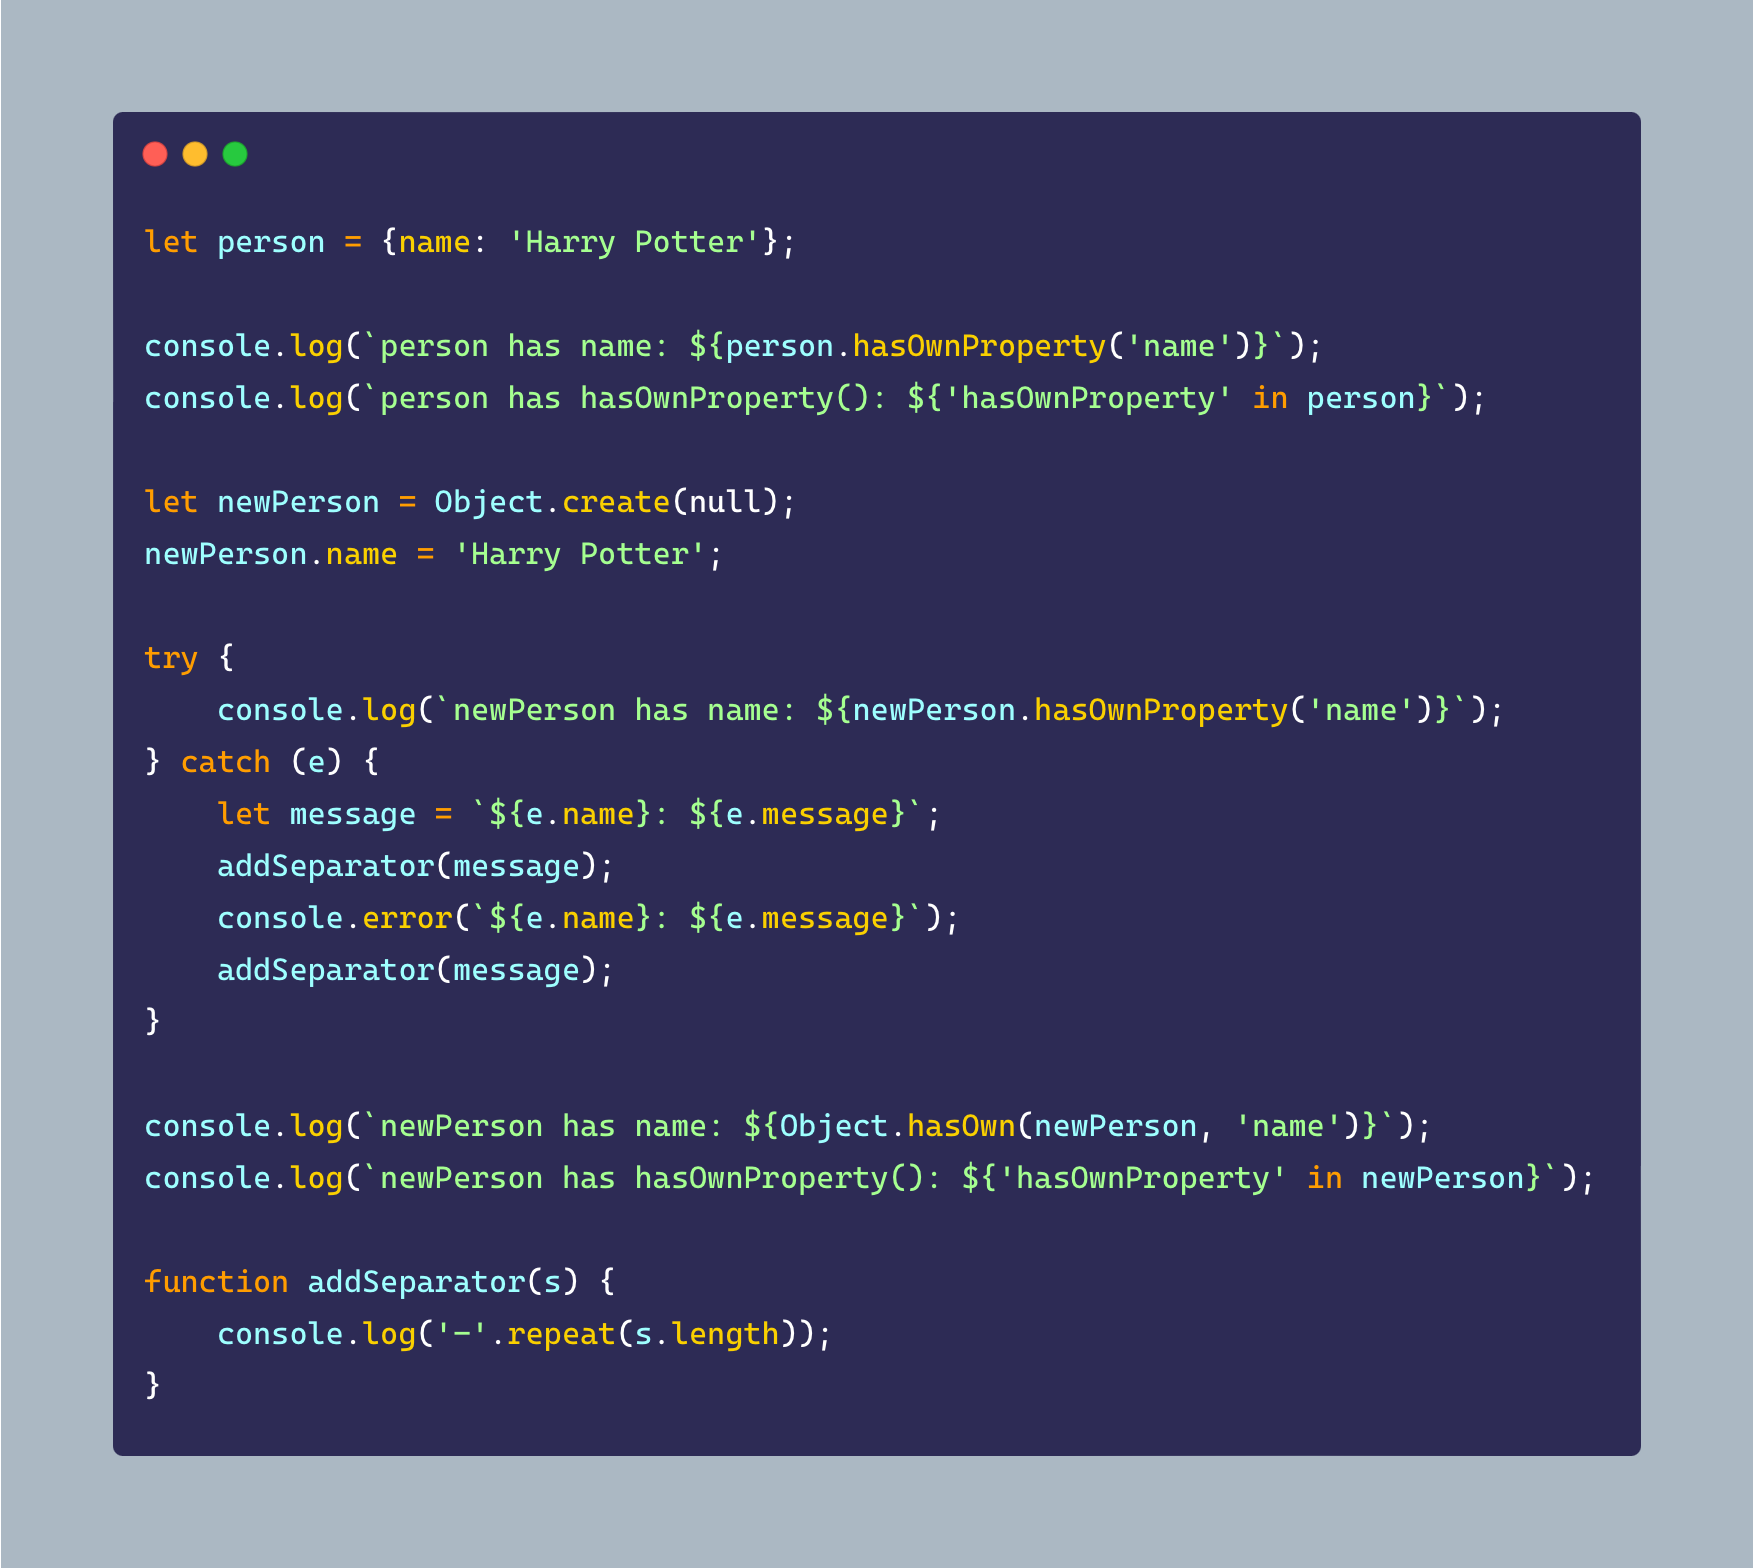 let person = {name: 'Harry Potter'};

console.log(`person has name: ${person.hasOwnProperty('name')}`);
console.log(`person has hasOwnProperty(): ${'hasOwnProperty' in person}`);

let newPerson = Object.create(null);
newPerson.name = 'Harry Potter';

try {
    console.log(`newPerson has name: ${newPerson.hasOwnProperty('name')}`);
} catch (e) {
    let message = `${e.name}: ${e.message}`;
    addSeparator(message);
    console.error(`${e.name}: ${e.message}`);
    addSeparator(message);
}

console.log(`newPerson has name: ${Object.hasOwn(newPerson, 'name')}`);
console.log(`newPerson has hasOwnProperty(): ${'hasOwnProperty' in newPerson}`);

function addSeparator(s) {
    console.log('-'.repeat(s.length));
}